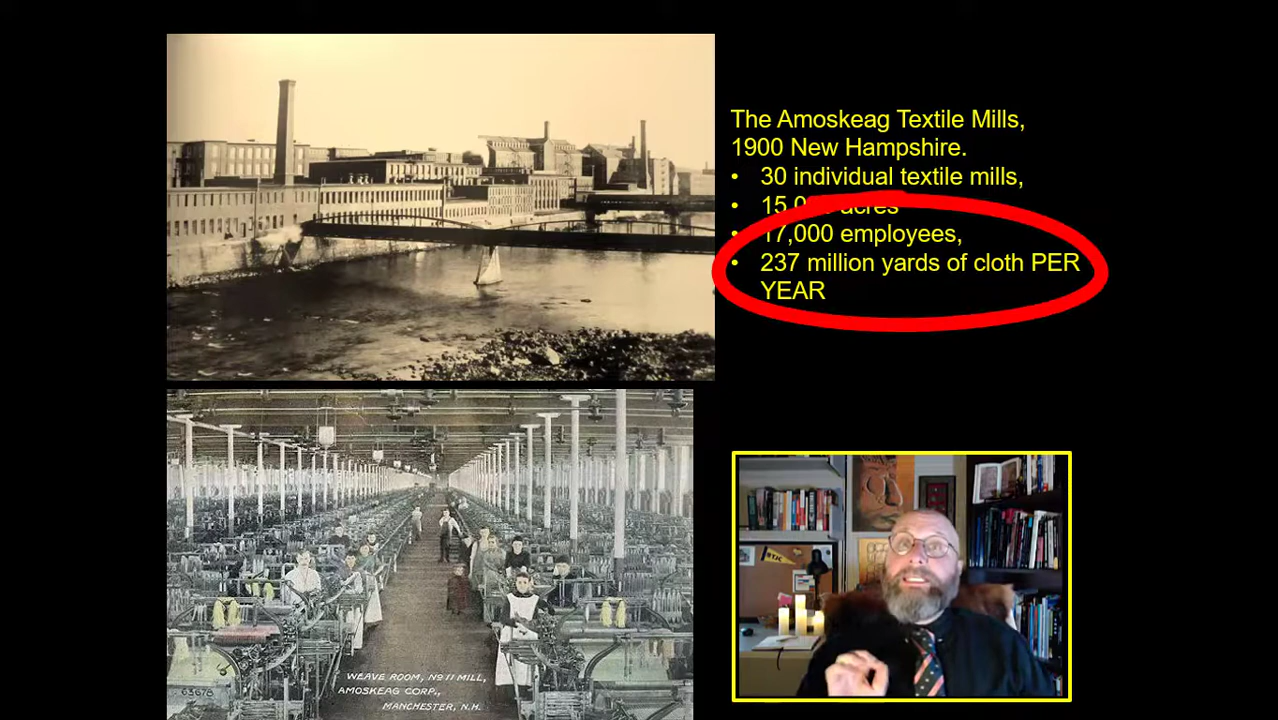 The Amoskeag Textile Mills,
1900 New Hampshire.
• 30 individual textile mills,
• acres
• 17,000 employees,
• 237 million yards of cloth PER
YEAR
WEAVE ROOM, No 11 MILL,
AMOSKEAG CORP.,
MANCHESTER, N.H.